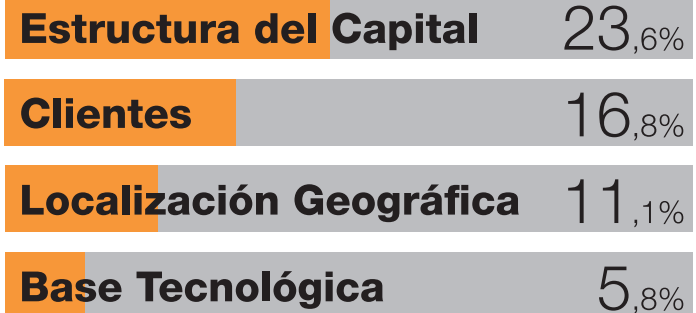 Estructura del Capital 23,6%
Clientes 16,8%
Localización Geográfica 11,1%
Base Tecnológica 5,8%